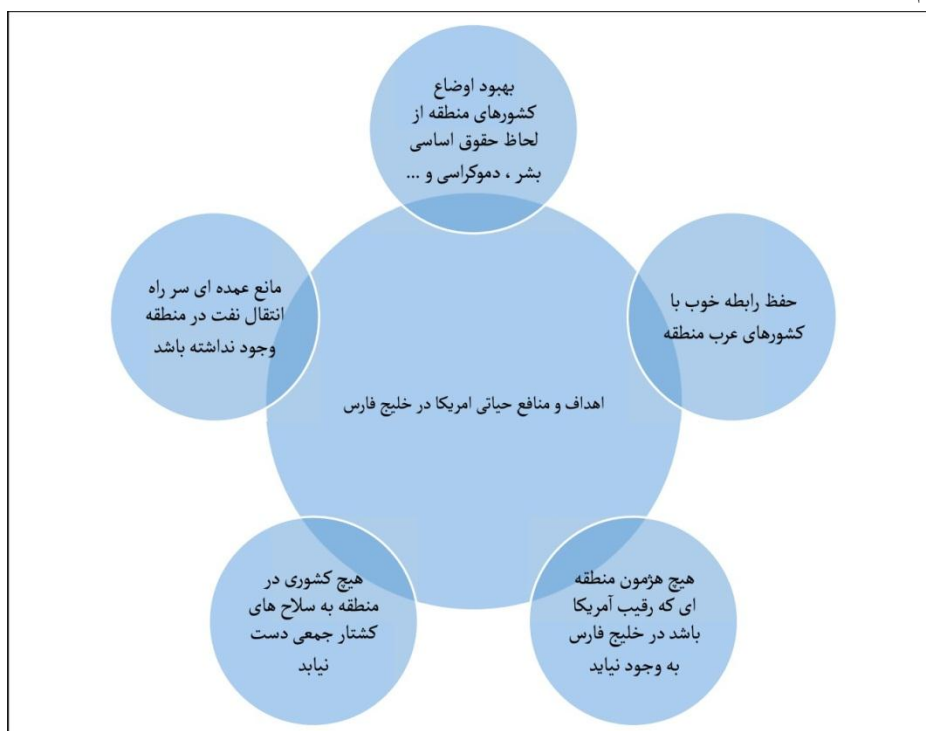 بهبود اوضاع
کشورهای منطقه از
لحاظ حقوق اساسی
بشر ، دموکراسی و ...
حفظ رابطه خوب با
کشورهای عرب منطقه
مانع عمده ای سر راه
انتقال نفت در منطقه
وجود نداشته باشد
اهداف و منافع حیاتی امریکا در خلیج فارس
هیچ هژمون منطقه
ای که رقیب آمریکا
باشد در خلیج فارس
به وجود نیاید
هیچ کشوری در
منطقه به سلاح های
کشتار جمعی دست
نیابد